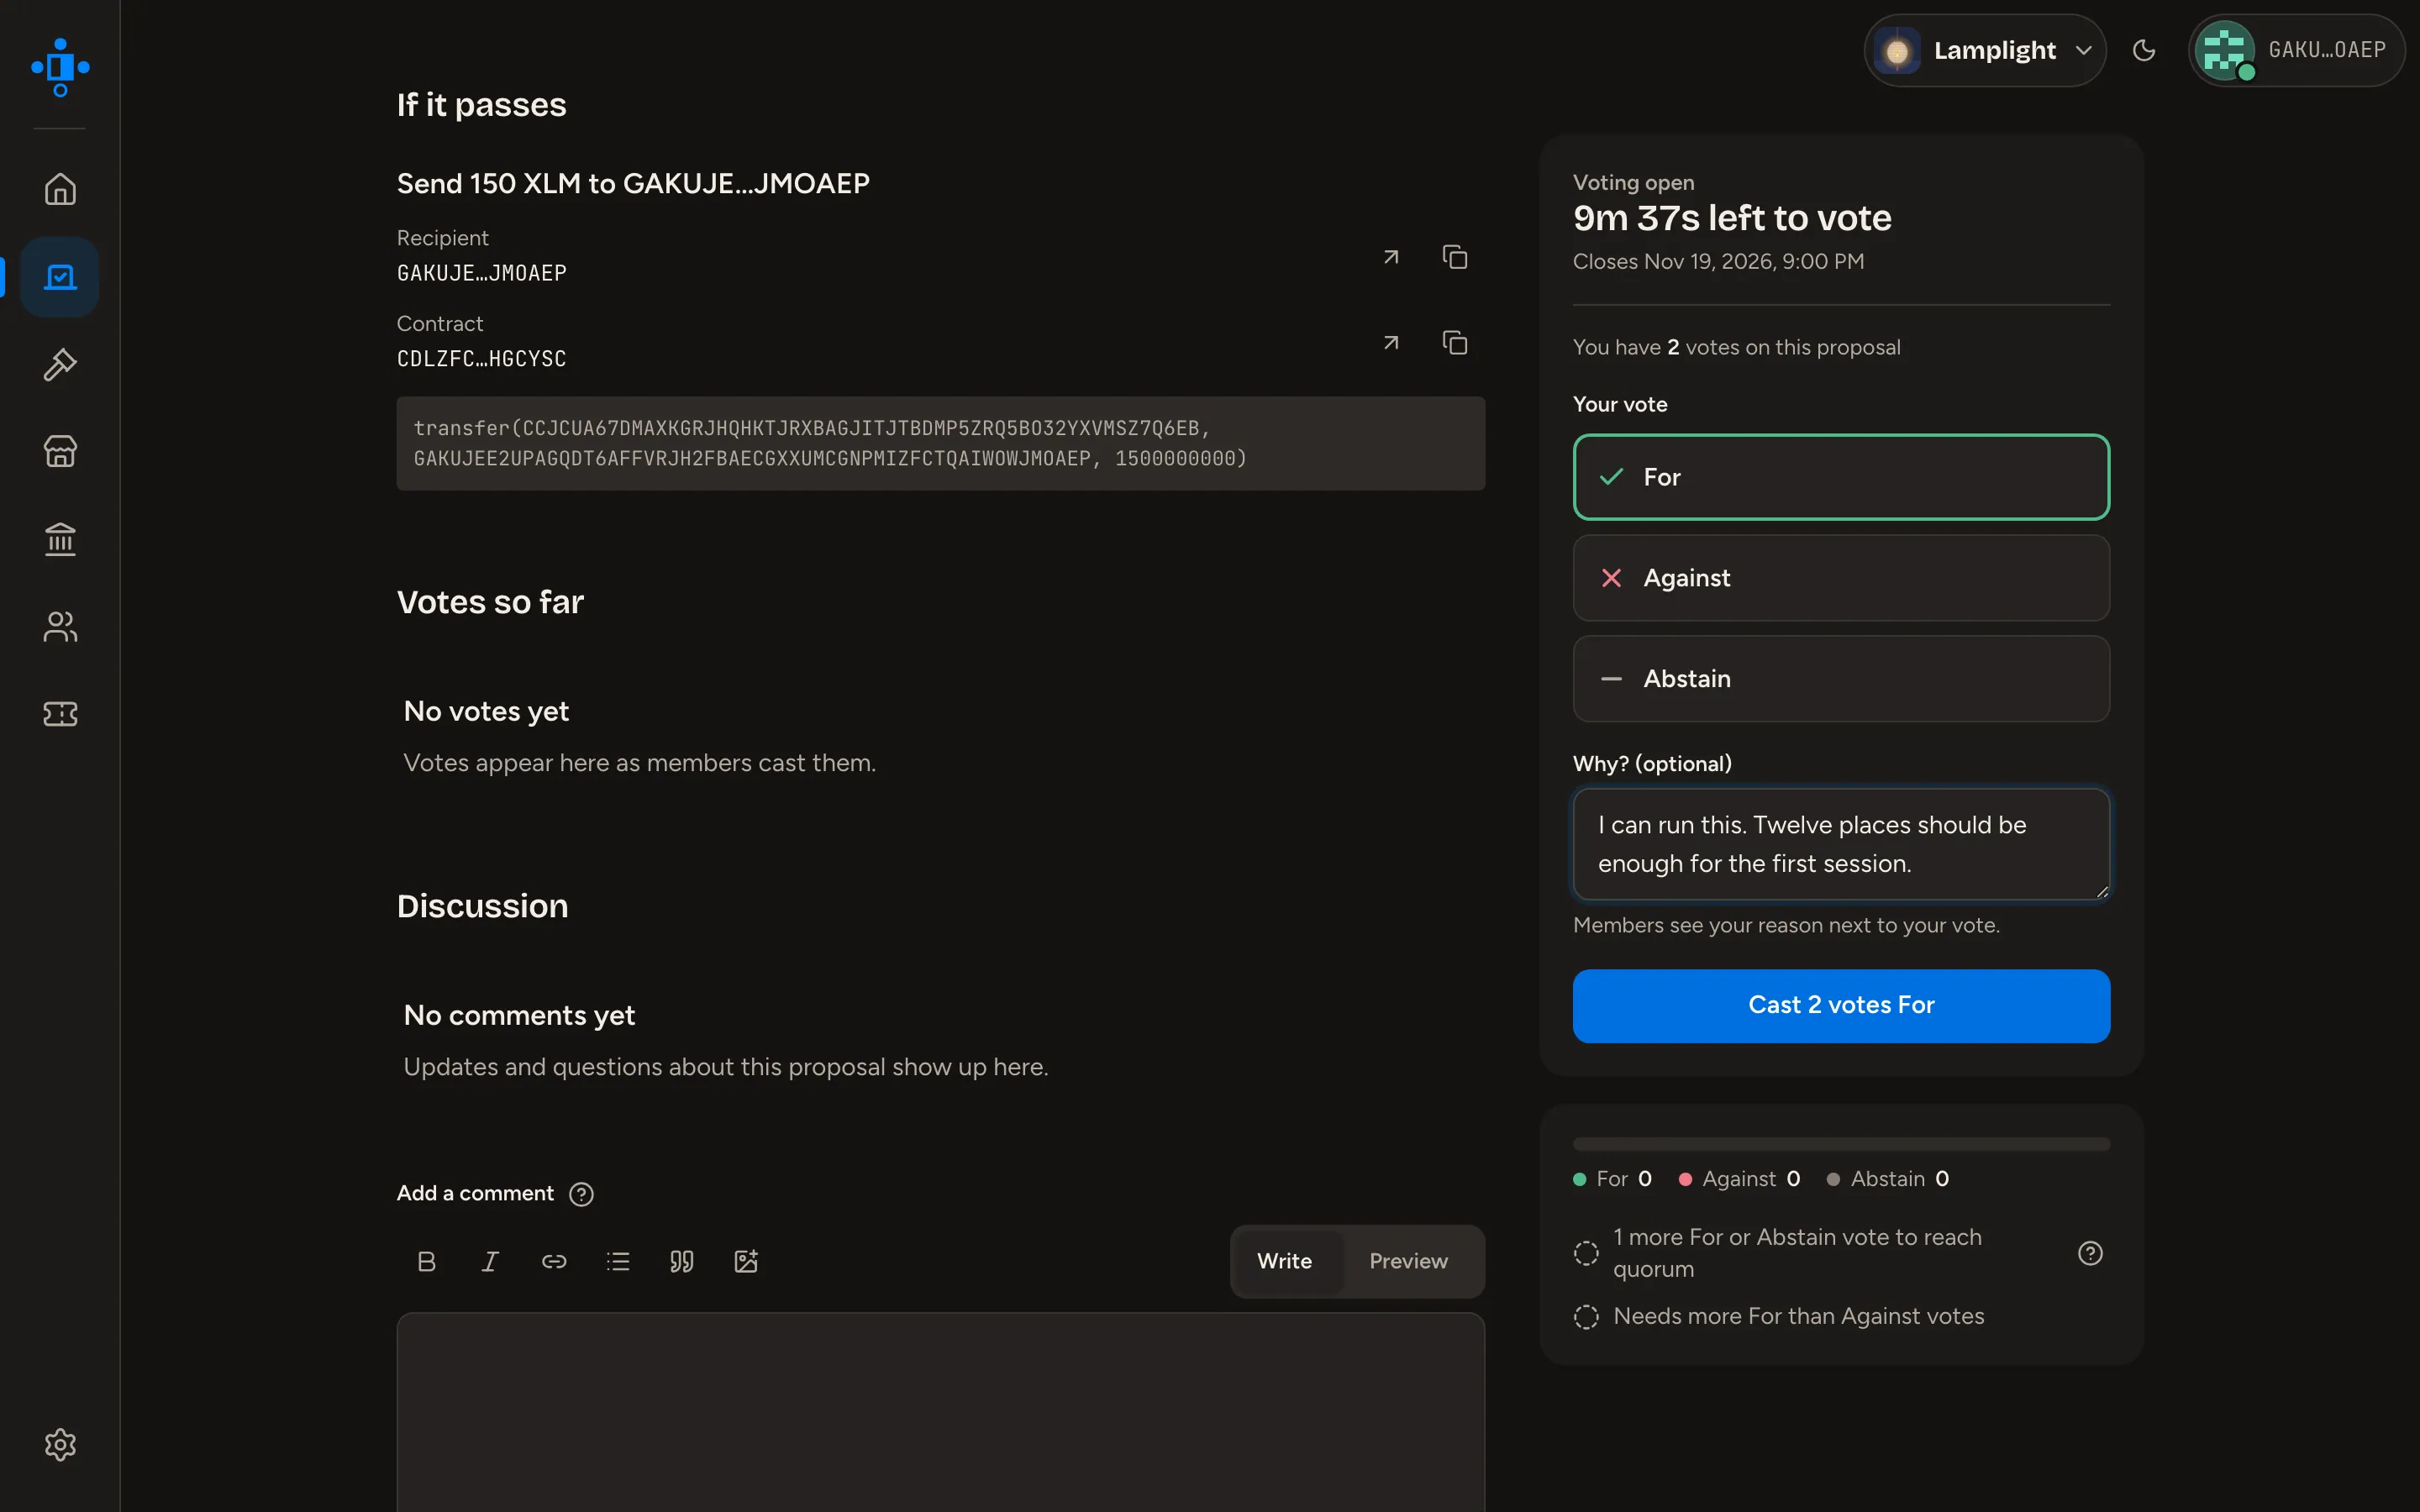 Lamplight
GAKU...OAEP
If it passes
Send 150 XLM to GAKUJE...JMOAEP
Recipient
GAKUJE…JMOAEP
Contract
CDLZFC…HGCYSC
transfer(CCJCUA67DMAXKGRJHQHKTJRXBAGJITJTBDMP5ZRQ5BO32YXVMSZ7Q6EB,
GAKUJEE2UPAGQDT6AFFVRJH2FBAECGXXUMCGNPMIZFCTQAIWOWJMOAEP, 1500000000)
Votes so far
No votes yet
Votes appear here as members cast them.
Discussion
No comments yet
Updates and questions about this proposal show up here.
Add a comment
Write
Preview
Voting open
9m 37s left to vote
Closes Nov 19, 2026, 9:00 PM
You have 2 votes on this proposal
Your vote
For
Against
Abstain
Why? (optional)
I can run this. Twelve places should be
enough for the first session.
Members see your reason next to your vote.
Cast 2 votes For
For 0 Against 0 Abstain 0
1 more For or Abstain vote to reach
quorum
Needs more For than Against votes